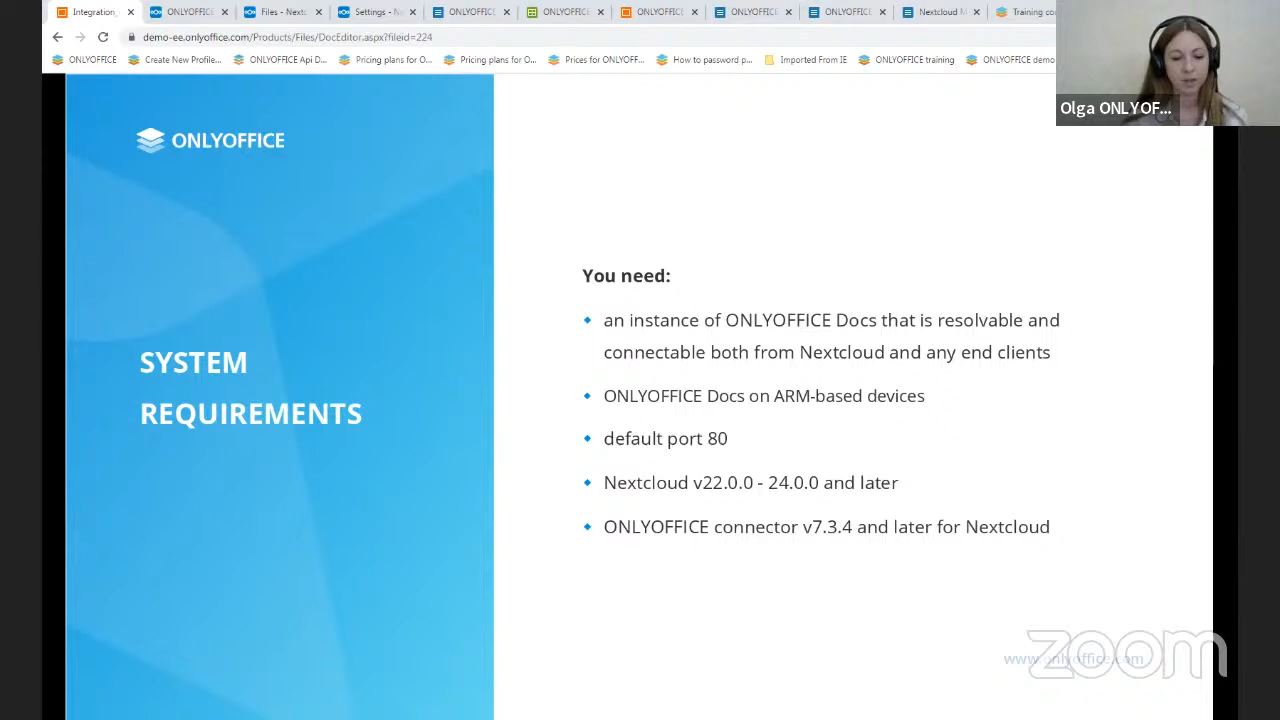 Integration_
ONLYOFFICE
Files - Nextc
Settings - N
ONLYOFFICE
ONLYOFFICE
ONLYOFFICE
ONLYOFFICE
ONLYOFFICE
Nextcloud M
Training co
demo-ee.onlyoffice.com/Products/Files/DocEditor.aspx?fileid=224
ONLYOFFICE
Create New Profile...
ONLYOFFICE Api D...
Pricing plans for O...
Pricing plans for O...
Prices for ONLYOFF...
How to password p...
Imported From IE
ONLYOFFICE training
ONLYOFFICE demo
Olga ONLYOF...
ONLYOFFICE
SYSTEM
REQUIREMENTS
You need:
an instance of ONLYOFFICE Docs that is resolvable and
connectable both from Nextcloud and any end clients
ONLYOFFICE Docs on ARM-based devices
default port 80
Nextcloud v22.0.0 - 24.0.0 and later
ONLYOFFICE connector v7.3.4 and later for Nextcloud
www.onlyoffice.com
zoom